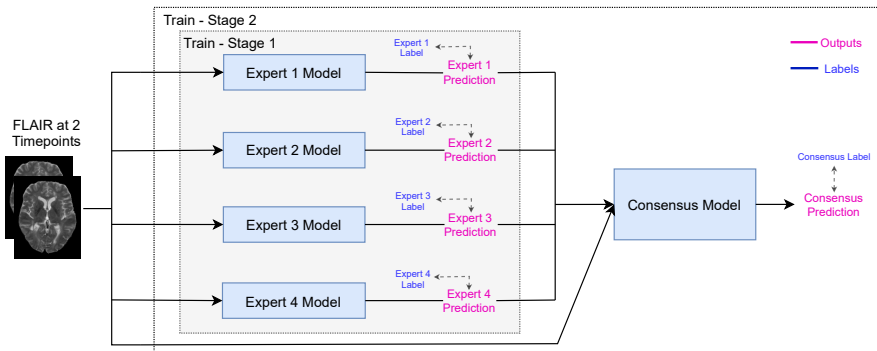 Train - Stage 2
Train - Stage 1
Outputs
Labels
FLAIR at 2
Timepoints
Expert 1 Model
Expert 1
Label
Expert 1
Prediction
Expert 2 Model
Expert 2
Label
Expert 2
Prediction
Expert 3 Model
Expert 3
Label
Expert 3
Prediction
Expert 4 Model
Expert 4
Label
Expert 4
Prediction
Consensus Model
Consensus Label
Consensus
Prediction